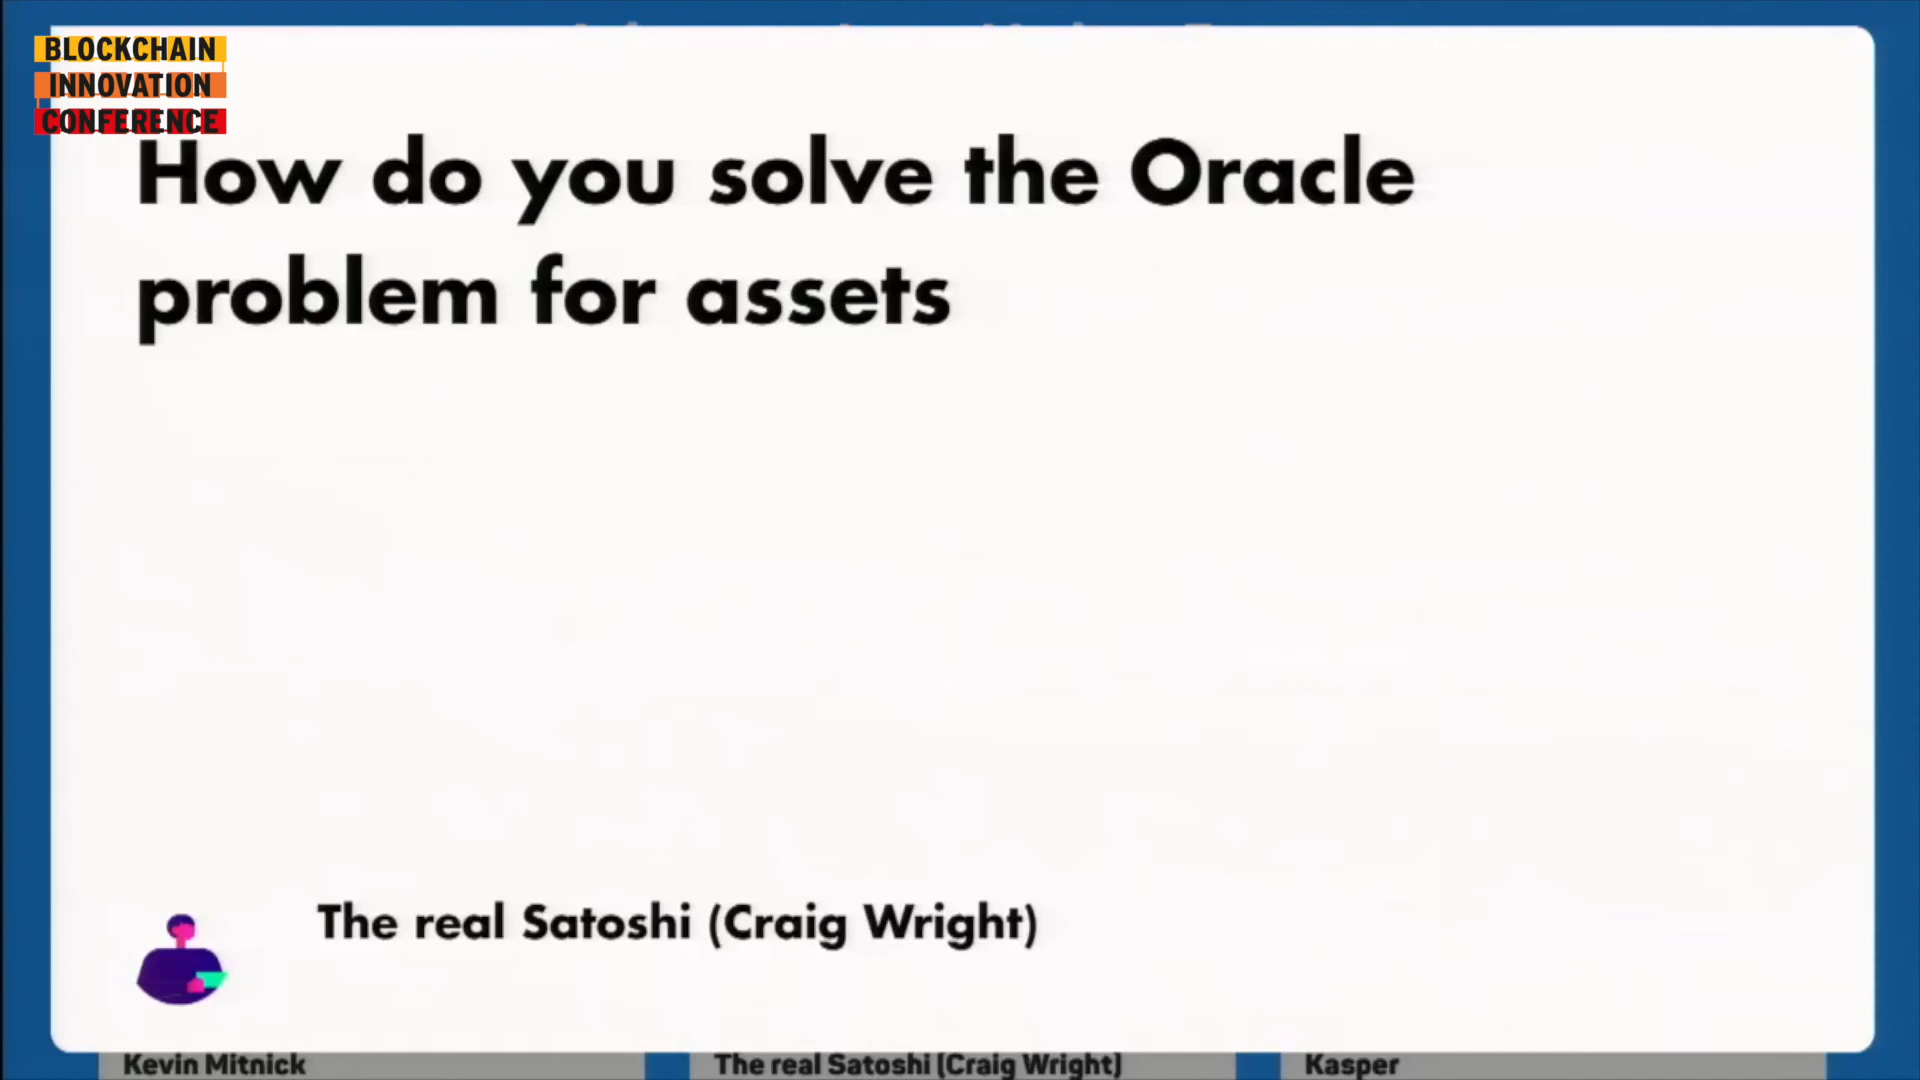 BLOCKCHAIN
INNOVATION
CONFERENCE
How do you solve the Oracle
problem for assets
The real Satoshi (Craig Wright)
Kevin Mitnick
The real Satoshi (Craig Wright)
Kasper